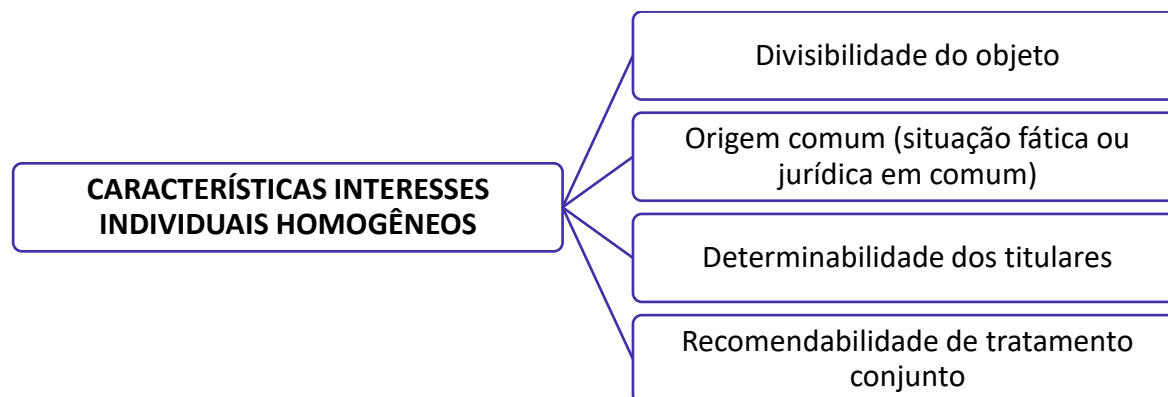 CARACTERÍSTICAS INTERESSES
INDIVIDUAIS HOMOGÊNEOS
Divisibilidade do objeto
Origem comum (situação fática ou
jurídica em comum)
Determinabilidade dos titulares
Recomendabilidade de tratamento
conjunto